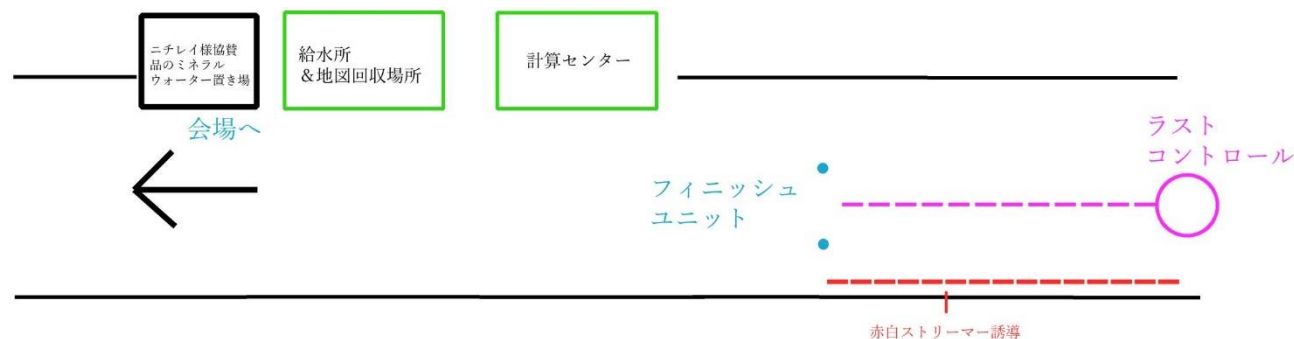 ニチレイ様協賛
品のミネラル
ウォーター置き場
給水所
＆地図回収場所
計算センター
会場へ
ラスト
コントロール
フィニッシュ
ユニット
赤白ストリーマー誘導